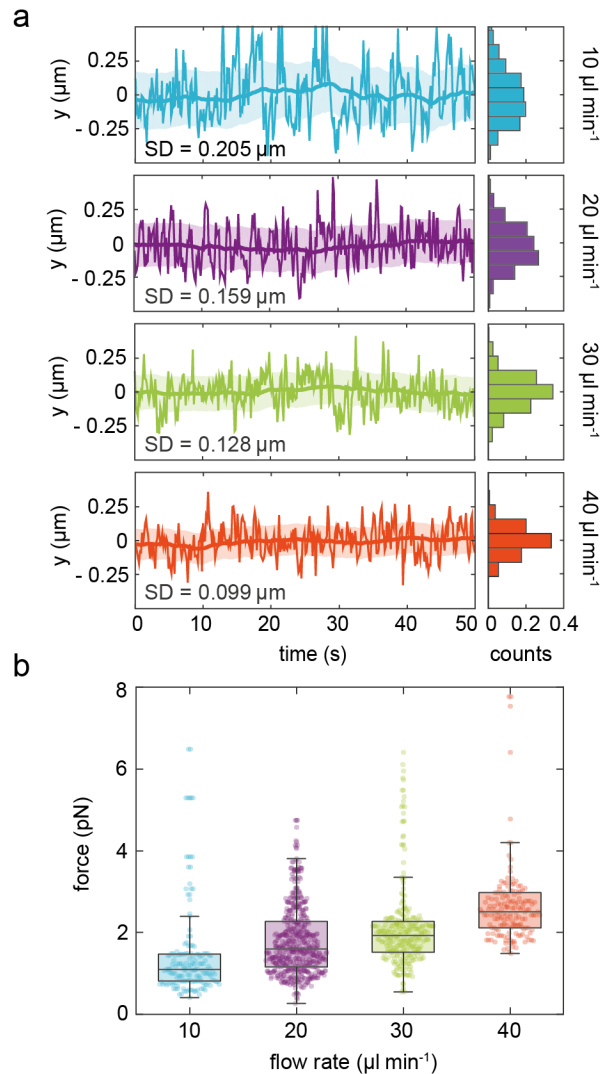 a
y (µm)
0.25
0
- 0.25
SD = 0.205 µm
10 µl min⁻¹
y (µm)
0.25
0
- 0.25
SD = 0.159 µm
20 µl min⁻¹
y (µm)
0.25
0
- 0.25
SD = 0.128 µm
30 µl min⁻¹
y (µm)
0.25
0
- 0.25
SD = 0.099 µm
40 µl min⁻¹
0 10 20 30 40 50
0 0.2 0.4
time (s)
counts
b
force (pN)
8
6
4
2
0
10 20 30 40
flow rate (µl min⁻¹)